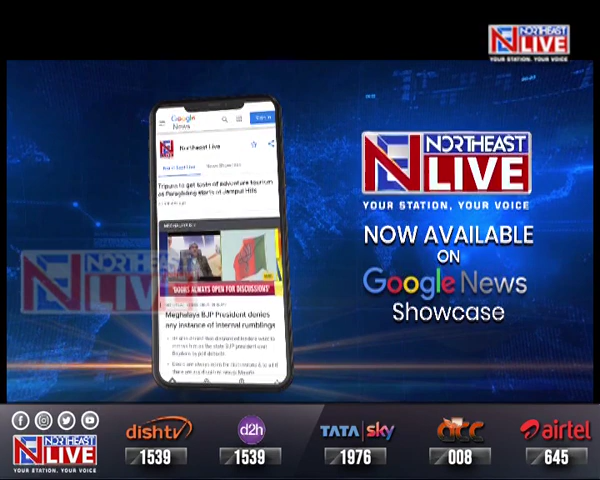 NORTHEAST
LIVE
YOUR STATION, YOUR VOICE
Google
News
Sign in
Northeast Live
Tripura to get taste of adventure tourism
as Paragliding starts at Jampui Hills
"DOORS ALWAYS OPEN FOR DISCUSSIONS"
Meghalaya BJP President denies
any instance of internal rumblings
NORTHEAST
LIVE
YOUR STATION, YOUR VOICE
NOW AVAILABLE
ON
Google News
Showcase
NORTHEAST
LIVE
NORTHEAST
LIVE
YOUR STATION, YOUR VOICE
dishtv
1539
d2h
1539
TATA sky
1976
008
airtel
645